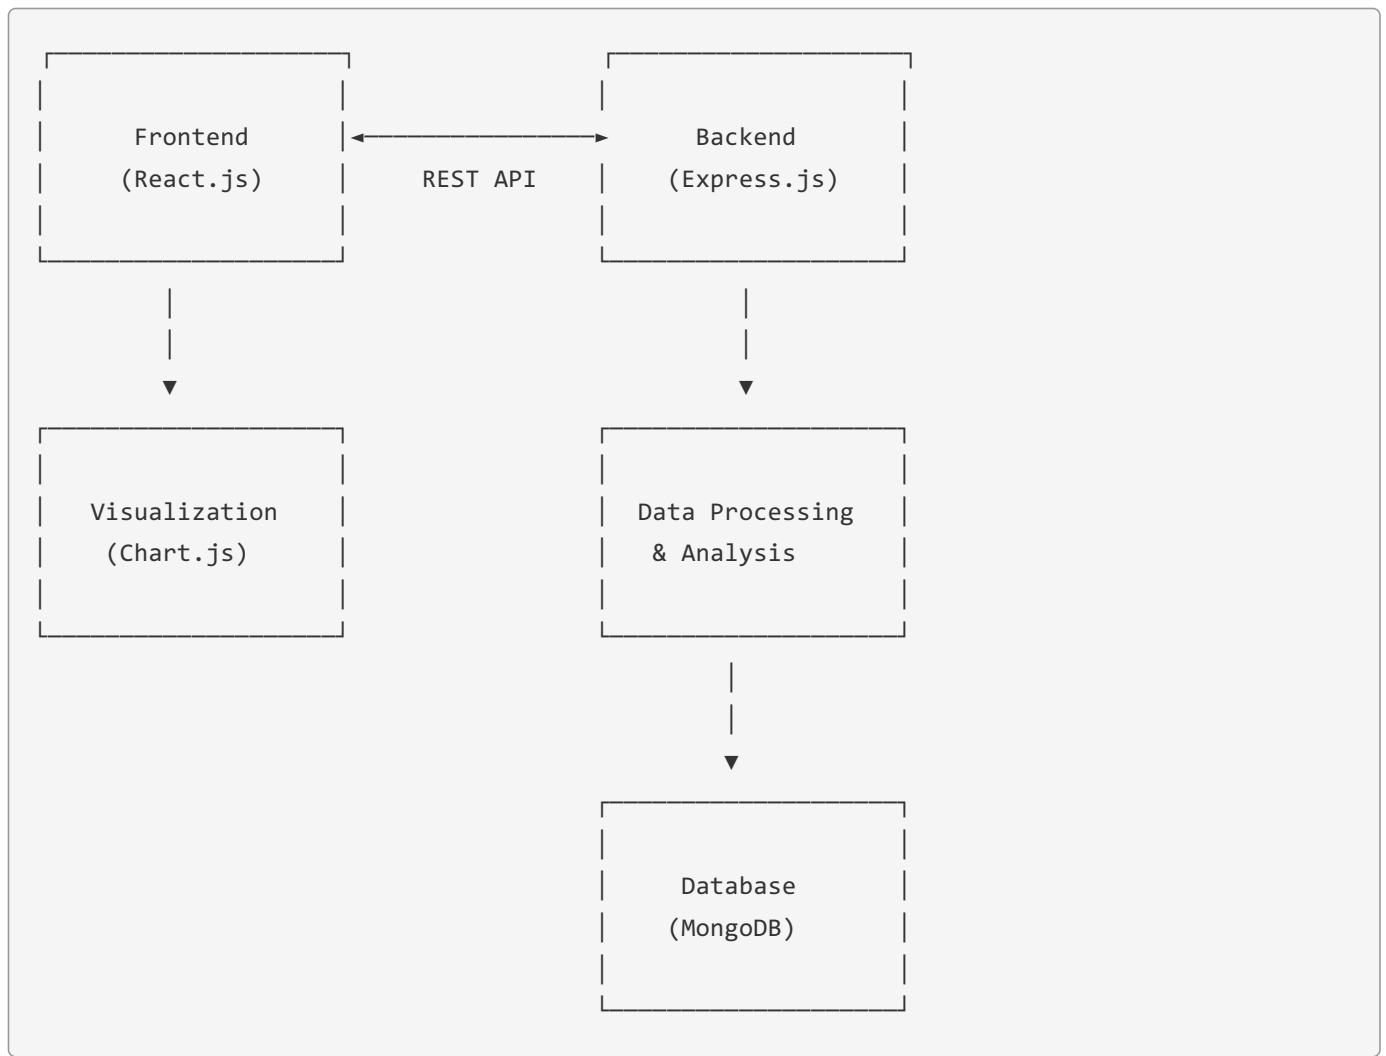 Frontend
(React.js)
REST API
Backend
(Express.js)
Visualization
(Chart.js)
Data Processing
& Analysis
Database
(MongoDB)